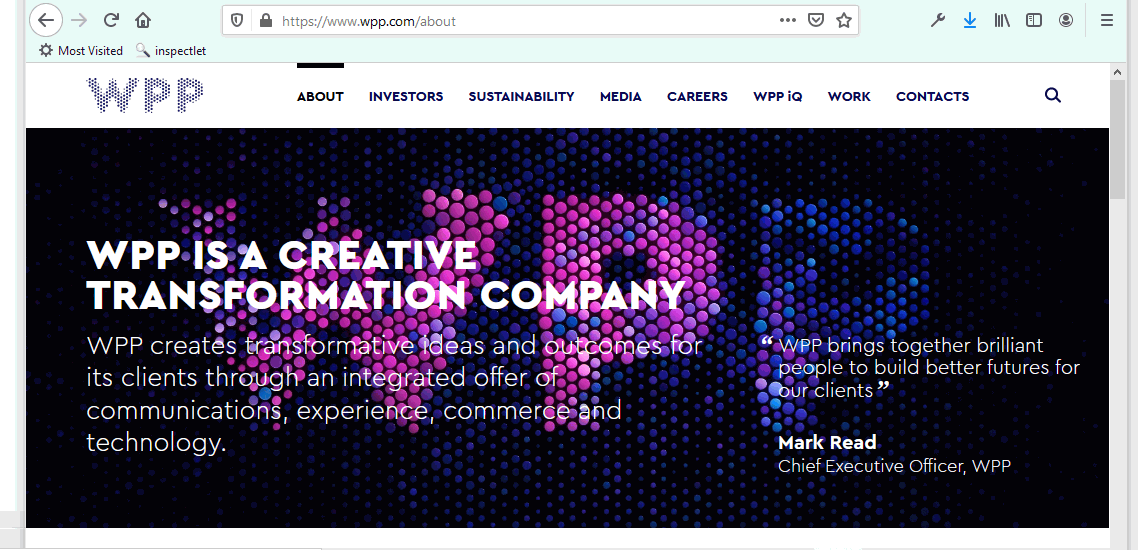 https://www.wpp.com/about
Most Visited inspectlet
WPP ABOUT INVESTORS SUSTAINABILITY MEDIA CAREERS WPP iQ WORK CONTACTS
WPP
WPP IS A CREATIVE
TRANSFORMATION COMPANY
WPP creates transformative ideas and outcomes for
its clients through an integrated offer of
communications, experience, commerce and
technology.
“ WPP brings together brilliant
people to build better futures for
our clients ”
Mark Read
Chief Executive Officer, WPP